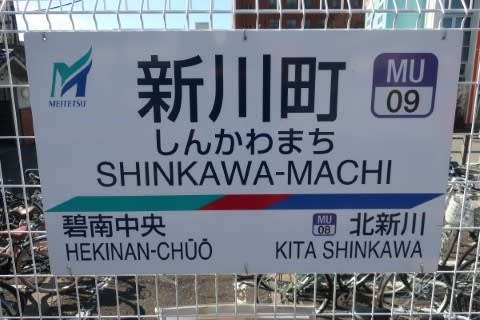 MEITETSU
新川町
MU
09
しんかわまち
SHINKAWA-MACHI
碧南中央
HEKINAN-CHŪŌ
MU
08
北新川
KITA SHINKAWA